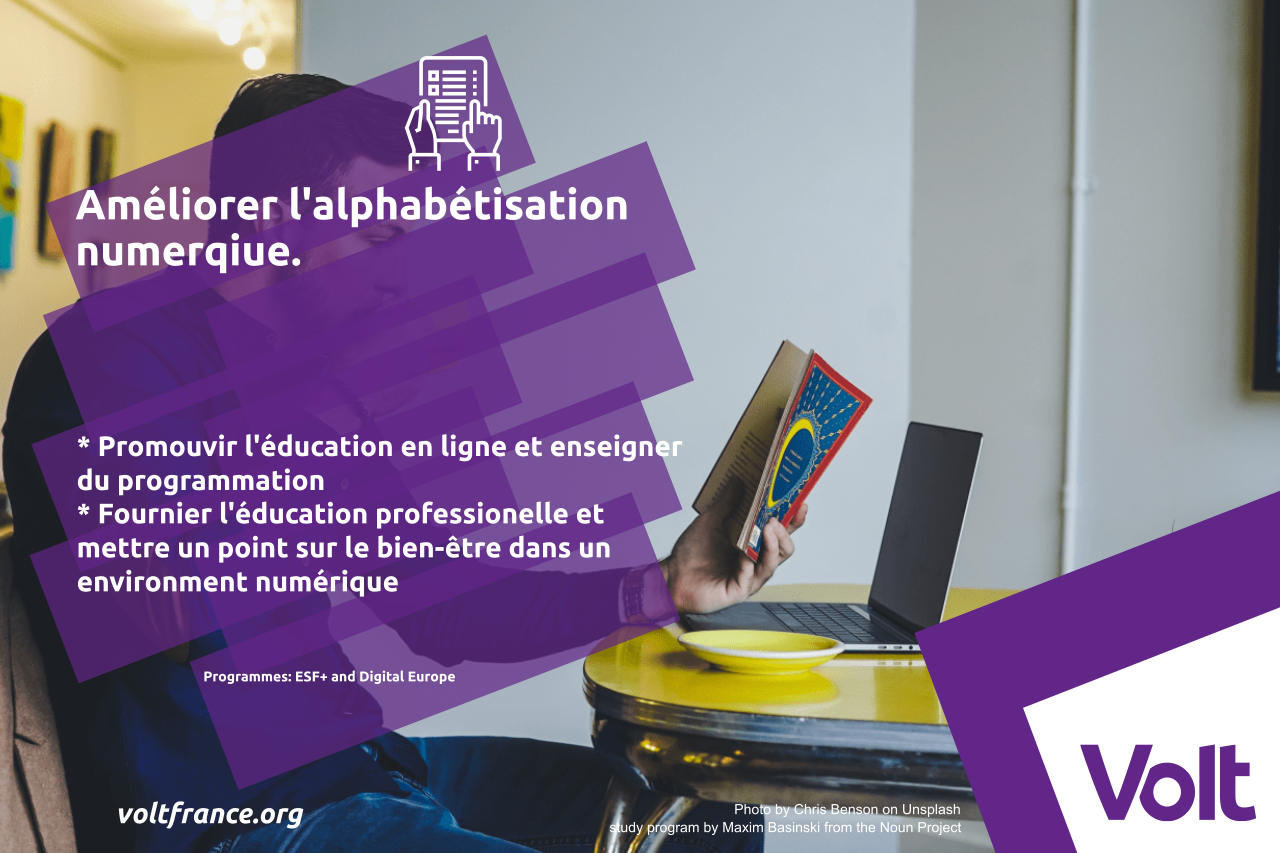 Améliorer l'alphabétisation
numerqiue.
* Promouvir l'éducation en ligne et enseigner
du programmation
* Fournier l'éducation professionelle et
mettre un point sur le bien-être dans un
environment numérique
Programmes: ESF+ and Digital Europe
voltfrance.org
Photo by Chris Benson on Unsplash
study program by Maxim Basinski from the Noun Project
Volt